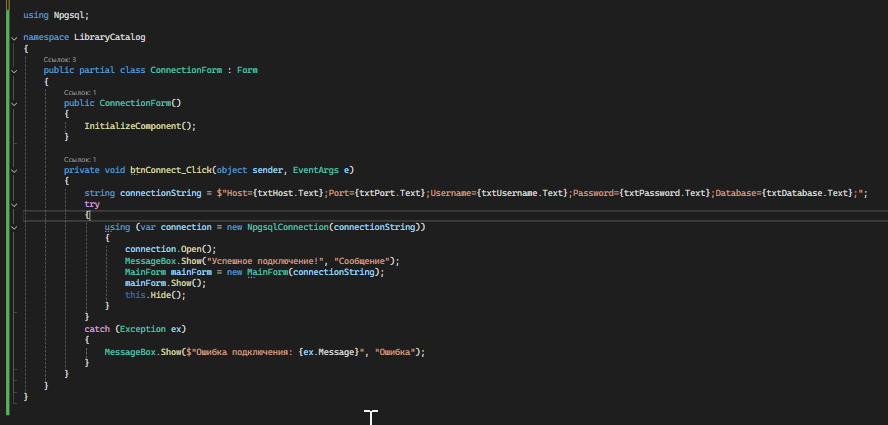 using Npgsql;
namespace LibraryCatalog
{
Ссылок: 3
public partial class ConnectionForm : Form
{
Ссылок: 1
public ConnectionForm()
{
InitializeComponent();
}
Ссылок: 1
private void btnConnect_Click(object sender, EventArgs e)
{
string connectionString = $"Host={txtHost.Text};Port={txtPort.Text};Username={txtUsername.Text};Password={txtPassword.Text};Database={txtDatabase.Text};";
try
{
using (var connection = new NpgsqlConnection(connectionString))
{
connection.Open();
MessageBox.Show("Успешное подключение!", "Сообщение");
MainForm mainForm = new MainForm(connectionString);
mainForm.Show();
this.Hide();
}
}
catch (Exception ex)
{
MessageBox.Show($"Ошибка подключения: {ex.Message}", "Ошибка");
}
}
}
}